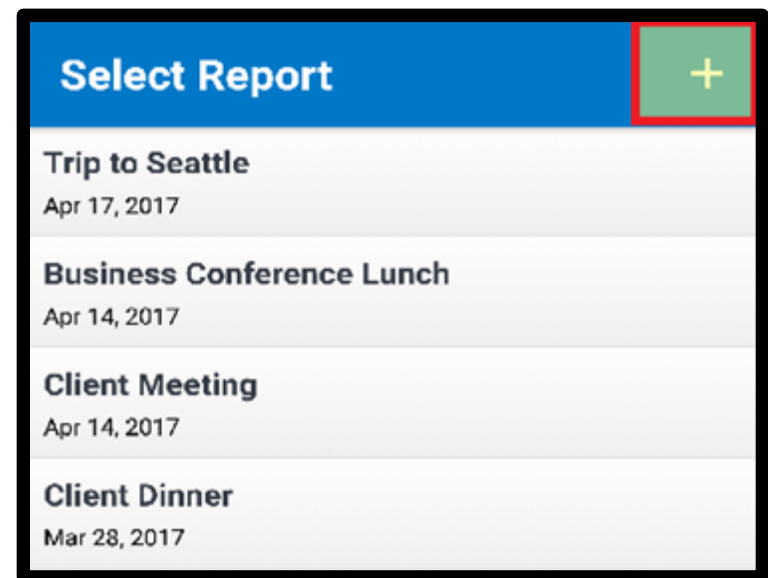 Select Report +
Trip to Seattle
Apr 17, 2017
Business Conference Lunch
Apr 14, 2017
Client Meeting
Apr 14, 2017
Client Dinner
Mar 28, 2017